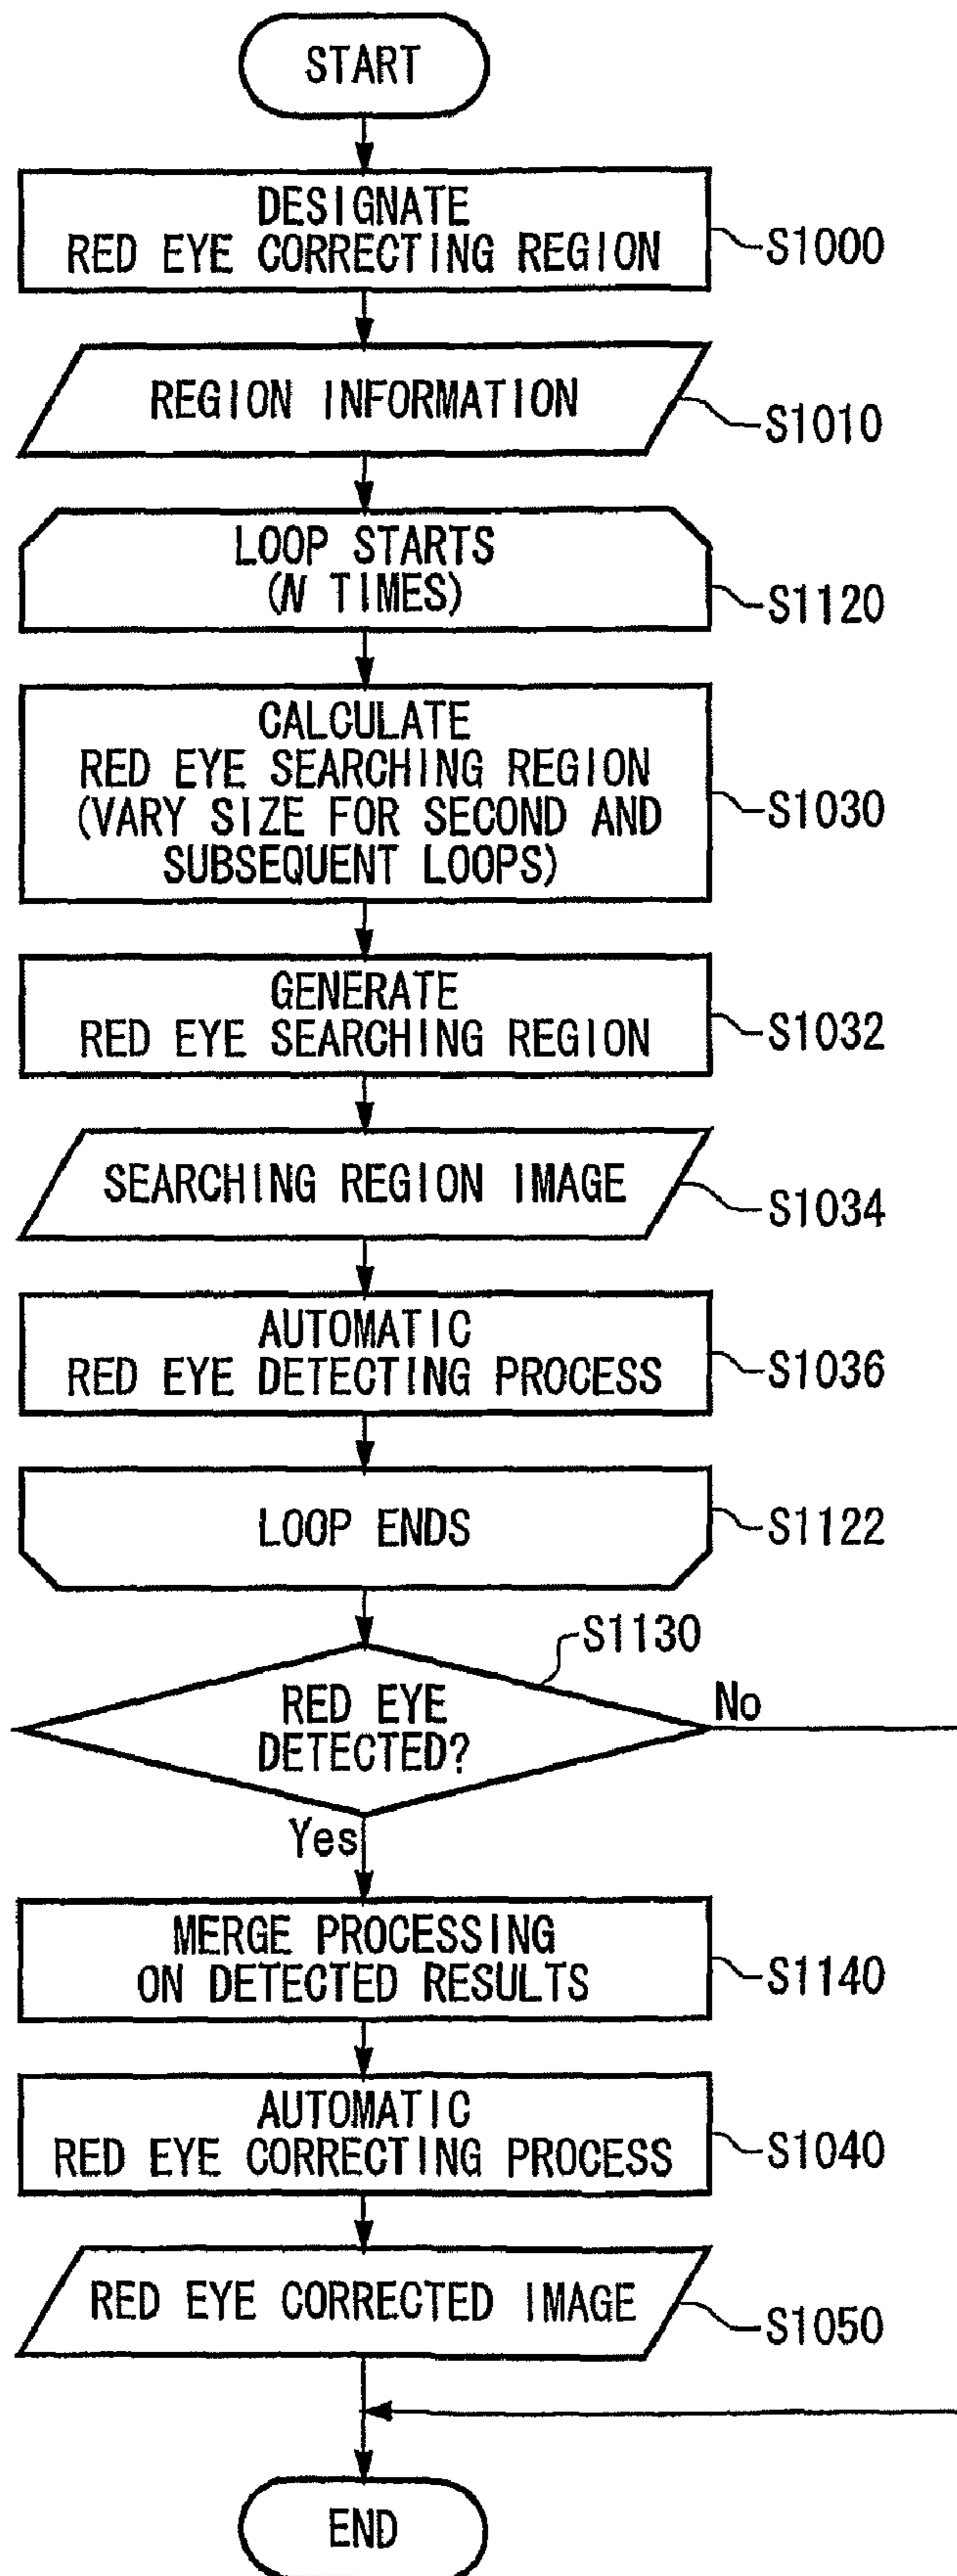 START
DESIGNATE
RED EYE CORRECTING REGION
S1000
REGION INFORMATION
S1010
LOOP STARTS
(N TIMES)
S1120
CALCULATE
RED EYE SEARCHING REGION
(VARY SIZE FOR SECOND AND
SUBSEQUENT LOOPS)
S1030
GENERATE
RED EYE SEARCHING REGION
S1032
SEARCHING REGION IMAGE
S1034
AUTOMATIC
RED EYE DETECTING PROCESS
S1036
LOOP ENDS
S1122
S1130
RED EYE
DETECTED?
No
Yes
MERGE PROCESSING
ON DETECTED RESULTS
S1140
AUTOMATIC
RED EYE CORRECTING PROCESS
S1040
RED EYE CORRECTED IMAGE
S1050
END